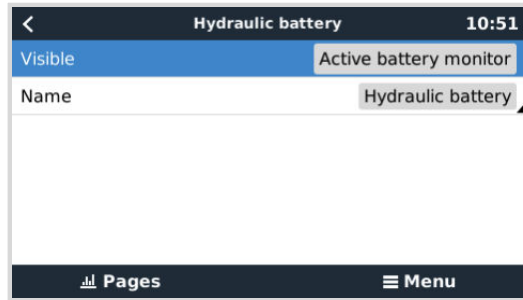 Hydraulic battery 10:51
Visible Active battery monitor
Name Hydraulic battery
Pages Menu